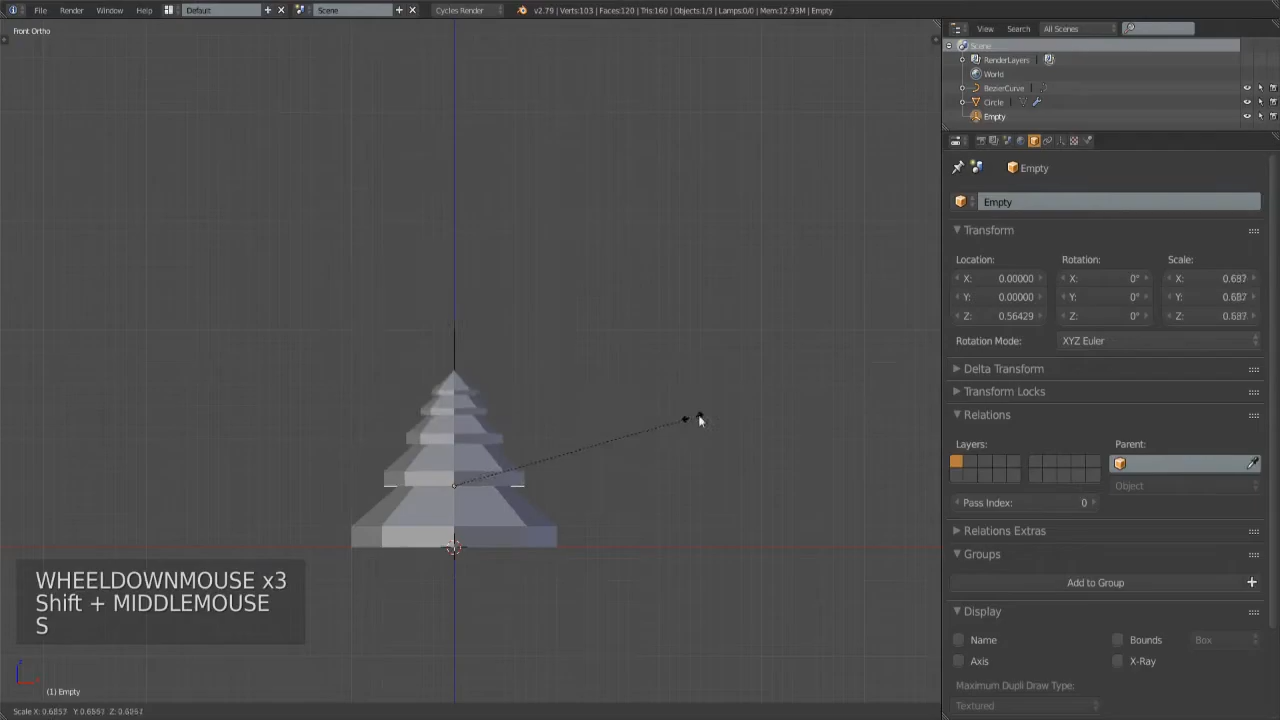 File Render Window Help Default Scene Cycles Render v2.79 | Verts:103 | Faces:120 | Tris:160 | Objects:1/3 | Lamps:0/0 | Mem:12.93M | Empty
Front Ortho
View Search All Scenes
Scene
RenderLayers
World
BezierCurve
Circle
Empty
Empty
Empty
Transform
Location: Rotation: Scale:
X: 0.00000 X: 0° X: 0.687
Y: 0.00000 Y: 0° Y: 0.687
Z: 0.56429 Z: 0° Z: 0.687
Rotation Mode: XYZ Euler
Delta Transform
Transform Locks
Relations
Layers: Parent:
Object
Pass Index: 0
Relations Extras
Groups
Add to Group
Display
Name Bounds Box
Axis X-Ray
Maximum Dupli Draw Type:
Textured
WHEELDOWNMOUSE x3
Shift + MIDDLEMOUSE
S
(1) Empty
Scale X: Y: Z: